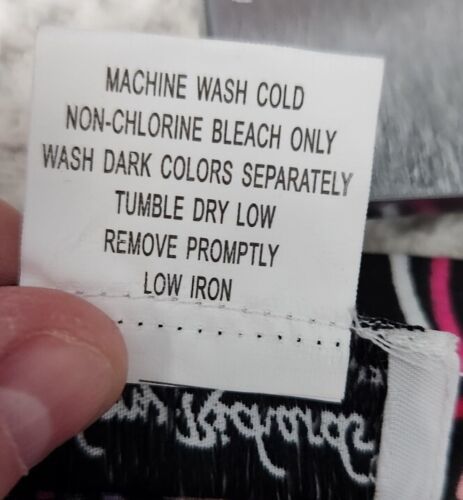 MACHINE WASH COLD
NON-CHLORINE BLEACH ONLY
WASH DARK COLORS SEPARATELY
TUMBLE DRY LOW
REMOVE PROMPTLY
LOW IRON